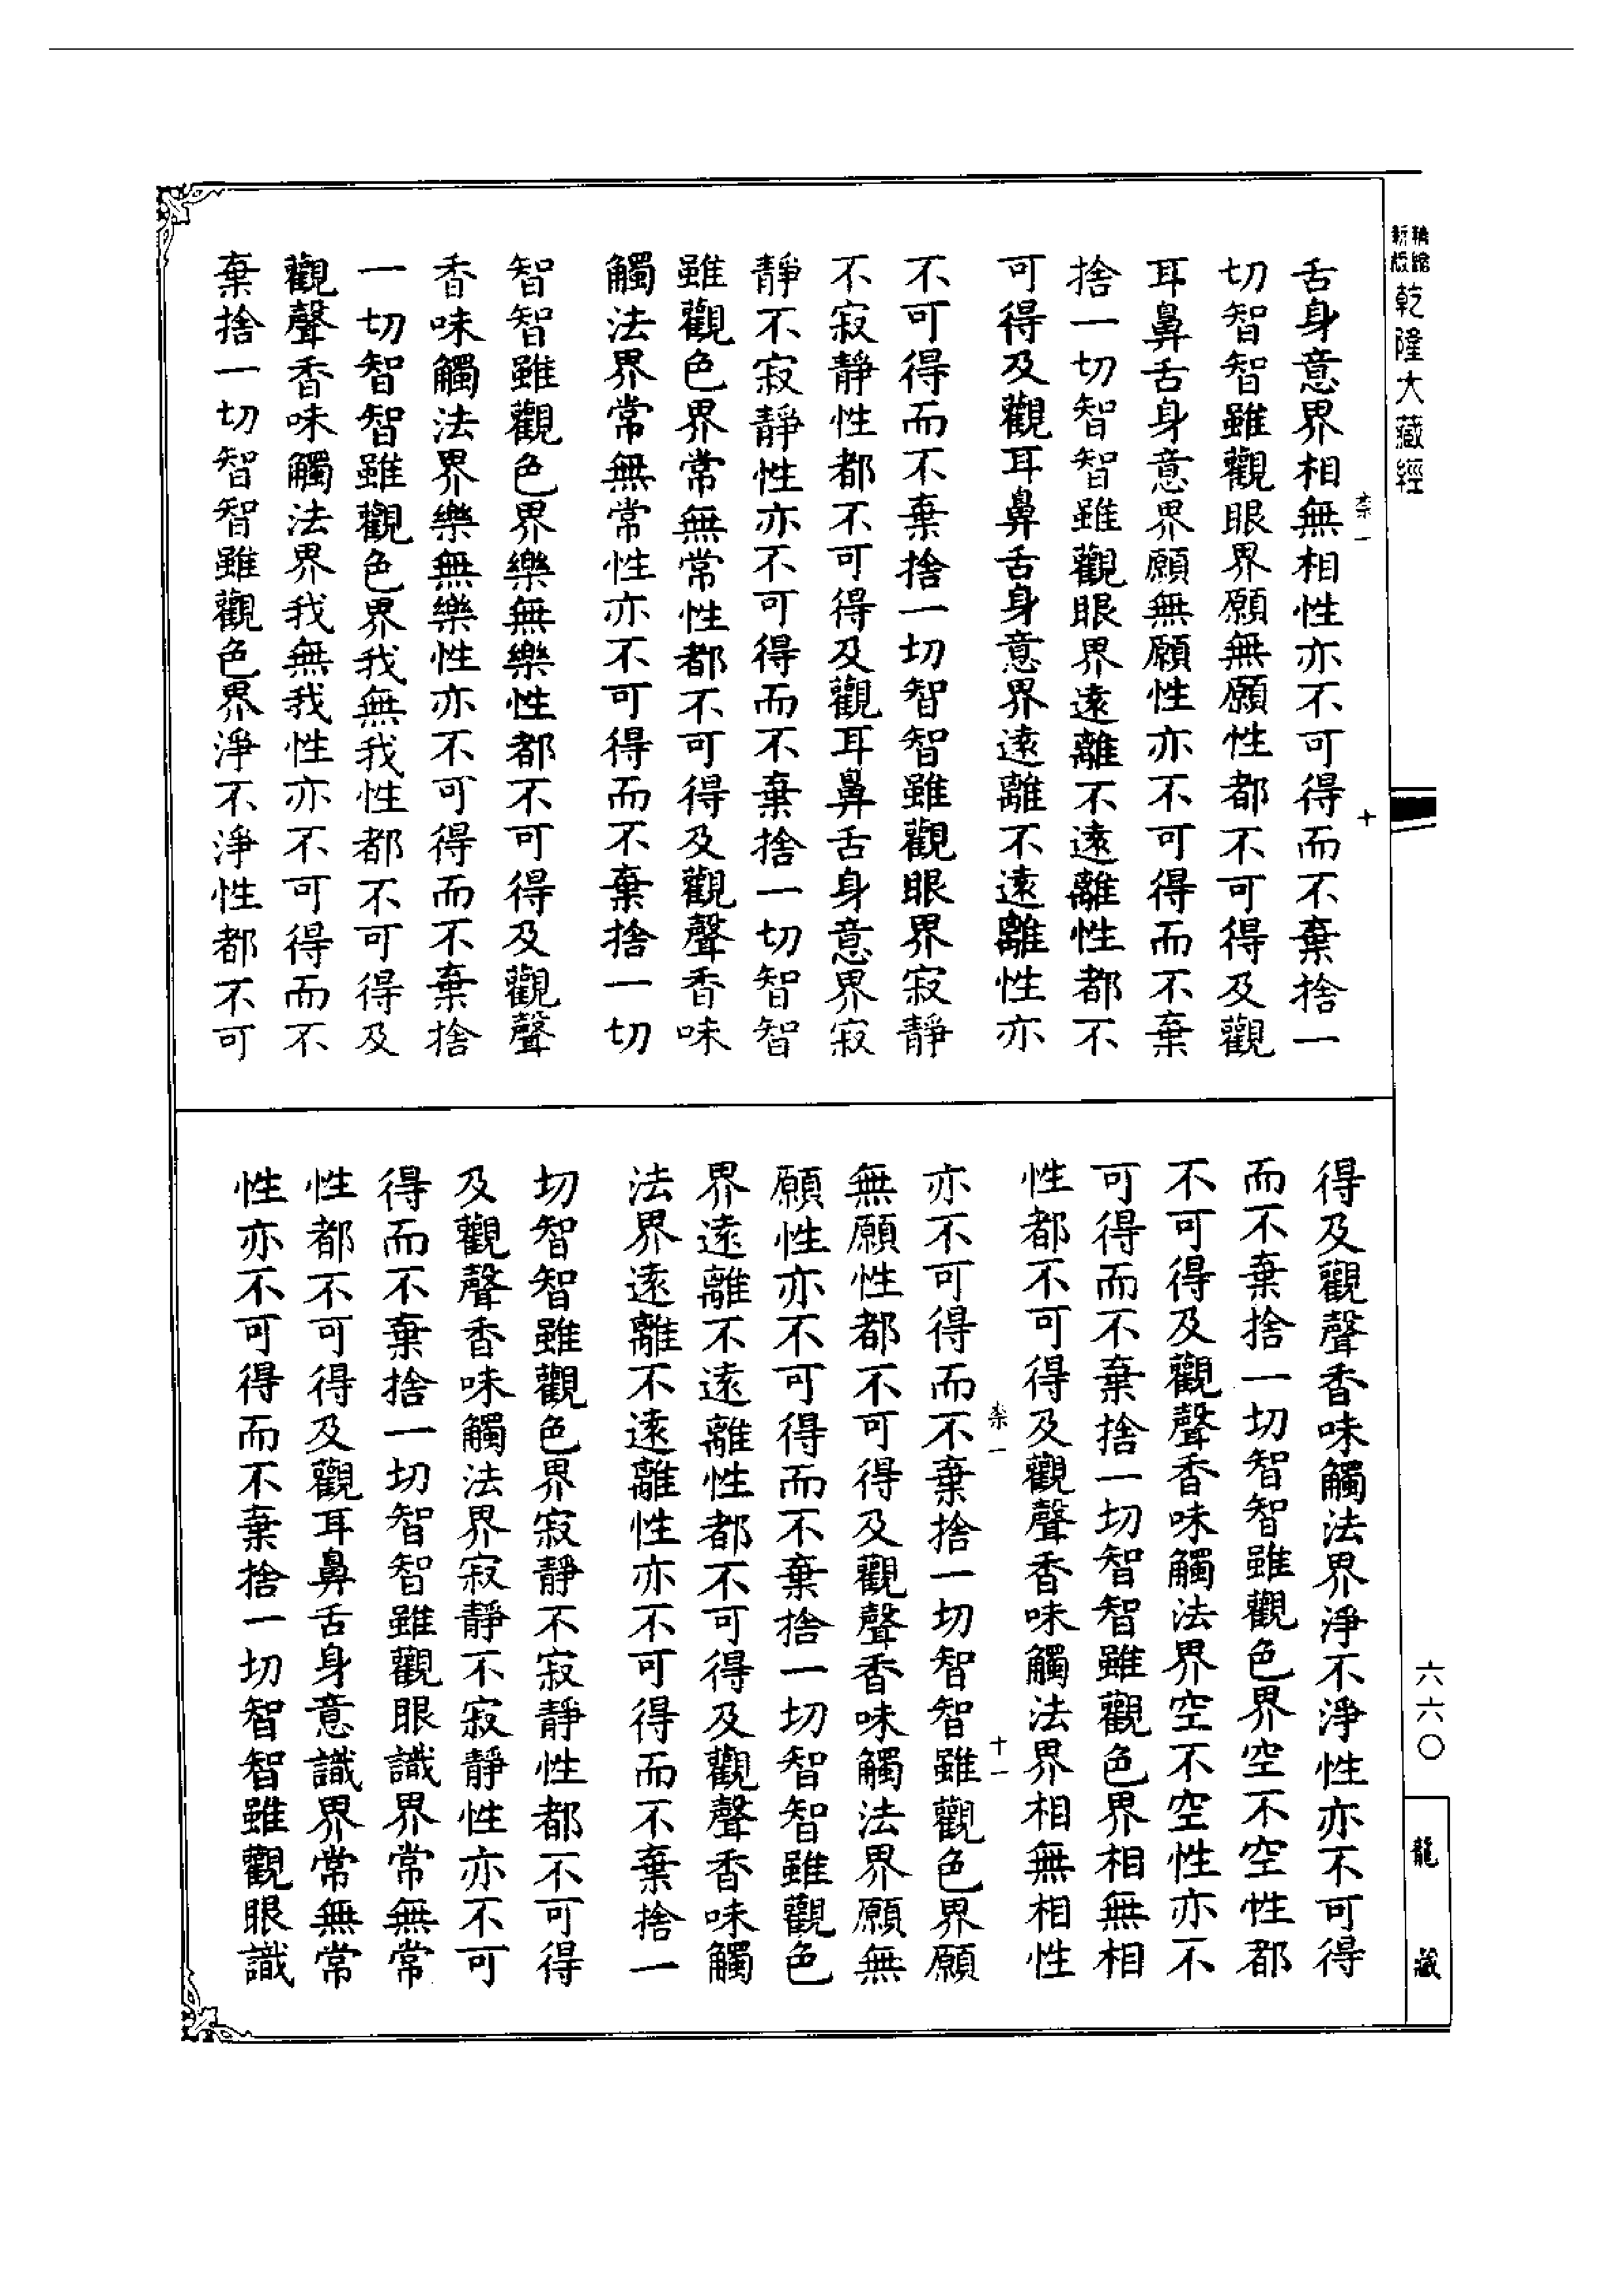 乾隆大藏經
柰一
十
舌身意界相無相性亦不可得而不棄捨一
切智智雖觀眼界願無願性都不可得及觀
耳鼻舌身意界願無願性亦不可得而不棄
捨一切智智雖觀眼界遠離不遠離性都不
可得及觀耳鼻舌身意界遠離不遠離性亦
不可得而不棄捨一切智智雖觀眼界寂靜
不寂靜性都不可得及觀耳鼻舌身意界寂
靜不寂靜性亦不可得而不棄捨一切智智
雖觀色界常無常性都不可得及觀聲香味
觸法界常無常性亦不可得而不棄捨一切
智智雖觀色界樂無樂性都不可得及觀聲
香味觸法界樂無樂性亦不可得而不棄捨
一切智智雖觀色界我無我性都不可得及
觀聲香味觸法界我無我性亦不可得而不
棄捨一切智智雖觀色界淨不淨性都不可
得及觀聲香味觸法界淨不淨性亦不可得
而不棄捨一切智智雖觀色界空不空性都
不可得及觀聲香味觸法界空不空性亦不
可得而不棄捨一切智智雖觀色界相無相
性都不可得及觀聲香味觸法界相無相性
柰一
十一
亦不可得而不棄捨一切智智雖觀色界願
無願性都不可得及觀聲香味觸法界願無
願性亦不可得而不棄捨一切智智雖觀色
界遠離不遠離性都不可得及觀聲香味觸
法界遠離不遠離性亦不可得而不棄捨一
切智智雖觀色界寂靜不寂靜性都不可得
及觀聲香味觸法界寂靜不寂靜性亦不可
得而不棄捨一切智智雖觀眼識界常無常
性都不可得及觀耳鼻舌身意識界常無常
性亦不可得而不棄捨一切智智雖觀眼識
六六〇
龍藏